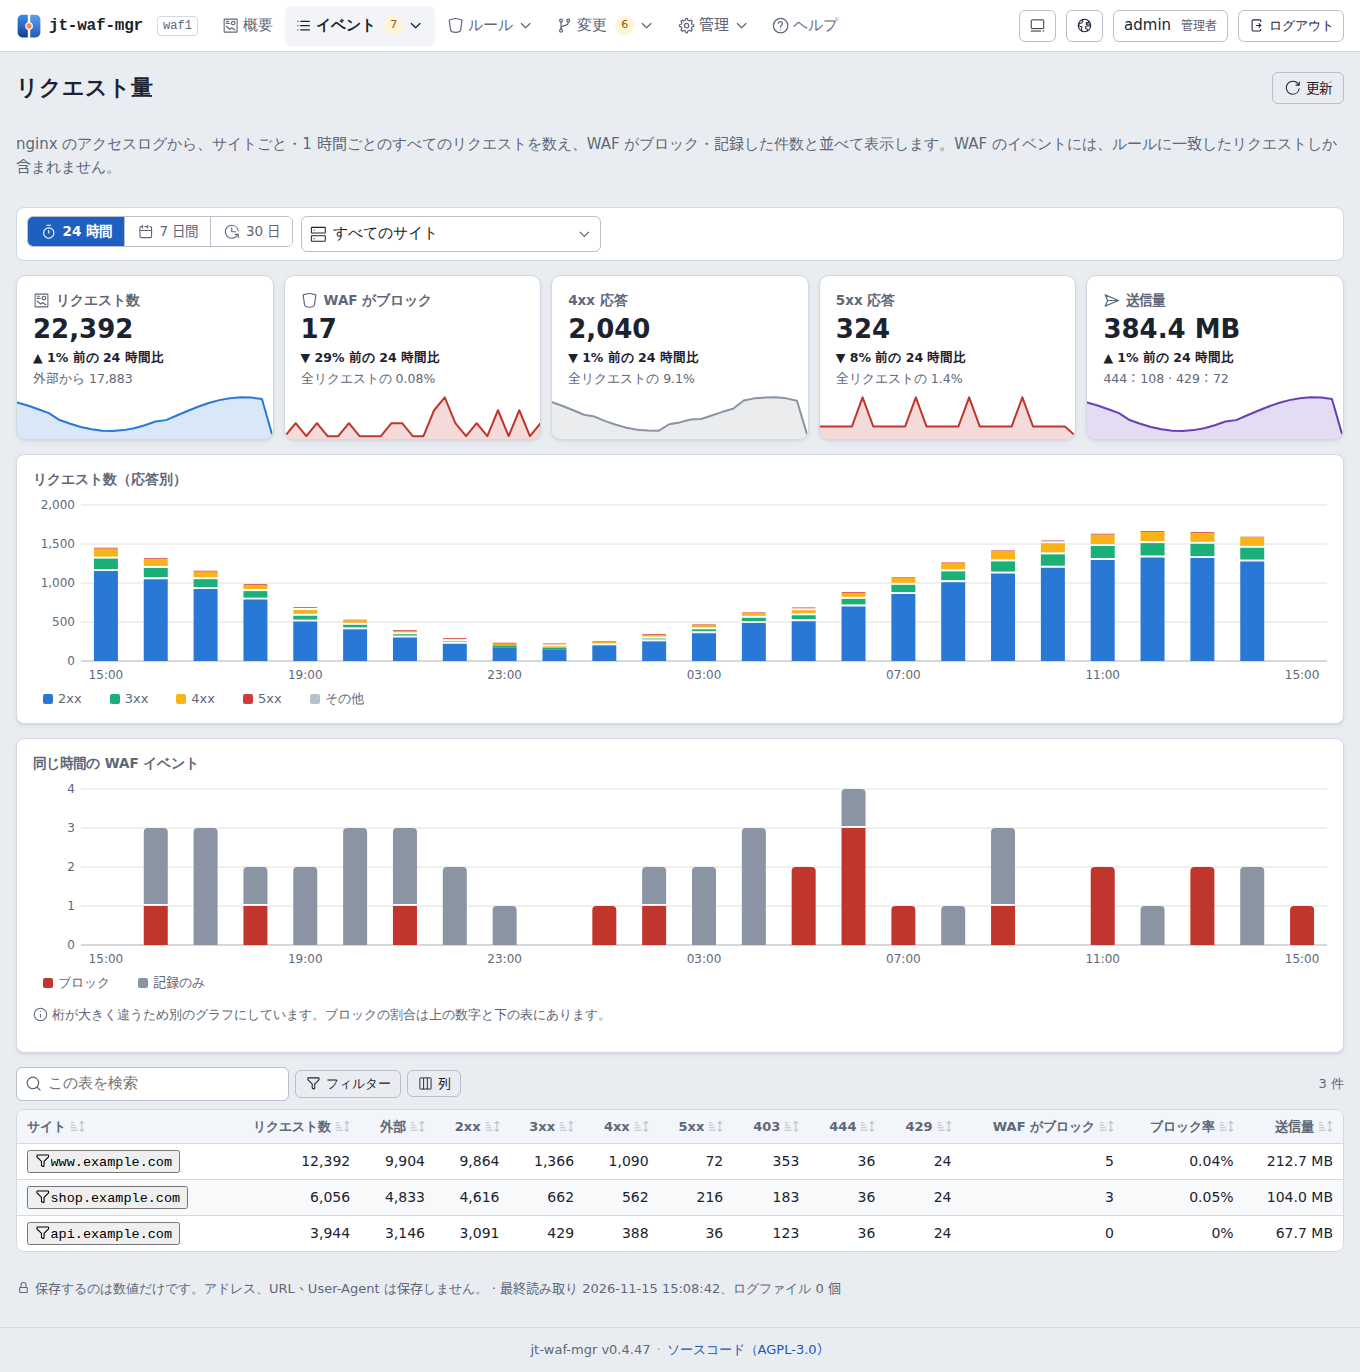 jt-waf-mgr waf1 概要 イベント 7 ルール 変更 6 管理 ヘルプ admin 管理者 ログアウト
リクエスト量 更新
nginx のアクセスログから、サイトごと・1 時間ごとのすべてのリクエストを数え、WAF がブロック・記録した件数と並べて表示します。WAF のイベントには、ルールに一致したリクエストしか
含まれません。
24 時間 7 日間 30 日 すべてのサイト
リクエスト数 WAF がブロック 4xx 応答 5xx 応答 送信量
22,392 17 2,040 324 384.4 MB
▲ 1% 前の 24 時間比 ▼ 29% 前の 24 時間比 ▼ 1% 前の 24 時間比 ▼ 8% 前の 24 時間比 ▲ 1% 前の 24 時間比
外部から 17,883 全リクエストの 0.08% 全リクエストの 9.1% 全リクエストの 1.4% 444：108 · 429：72
リクエスト数（応答別）
2,000
1,500
1,000
500
0
15:00 19:00 23:00 03:00 07:00 11:00 15:00
2xx 3xx 4xx 5xx その他
同じ時間の WAF イベント
4
3
2
1
0
15:00 19:00 23:00 03:00 07:00 11:00 15:00
ブロック 記録のみ
桁が大きく違うため別のグラフにしています。ブロックの割合は上の数字と下の表にあります。
この表を検索 フィルター 列 3 件
サイト リクエスト数 外部 2xx 3xx 4xx 5xx 403 444 429 WAF がブロック ブロック率 送信量
www.example.com 12,392 9,904 9,864 1,366 1,090 72 353 36 24 5 0.04% 212.7 MB
shop.example.com 6,056 4,833 4,616 662 562 216 183 36 24 3 0.05% 104.0 MB
api.example.com 3,944 3,146 3,091 429 388 36 123 36 24 0 0% 67.7 MB
保存するのは数値だけです。アドレス、URL、User-Agent は保存しません。 · 最終読み取り 2026-11-15 15:08:42、ログファイル 0 個
jt-waf-mgr v0.4.47 · ソースコード（AGPL-3.0）